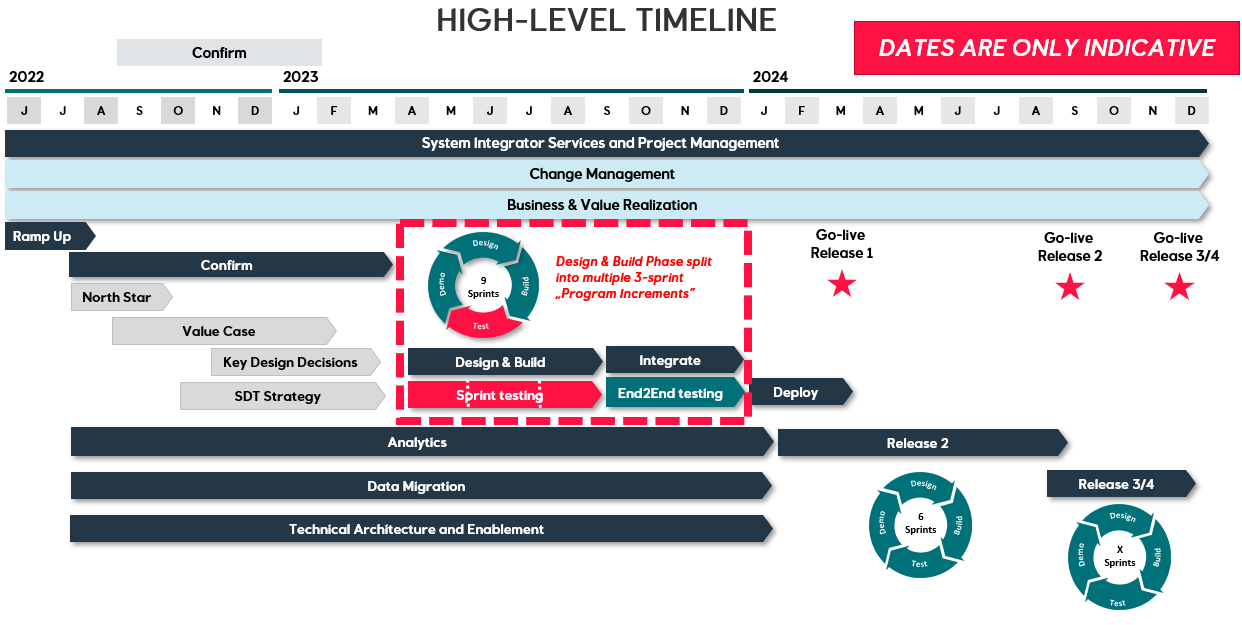 HIGH-LEVEL TIMELINE
DATES ARE ONLY INDICATIVE
Confirm
2022 2023 2024
J J A S O N D J F M A M J J A S O N D J F M A M J J A S O N D
System Integrator Services and Project Management
Change Management
Business & Value Realization
Ramp Up
Confirm
North Star
Value Case
Key Design Decisions
SDT Strategy
Design
Build
Test
Demo
9
Sprints
Design & Build Phase split
into multiple 3-sprint
„Program Increments”
Design & Build
Integrate
Sprint testing
End2End testing
Deploy
Go-live
Release 1
Go-live
Release 2
Go-live
Release 3/4
Analytics
Release 2
Data Migration
Release 3/4
Technical Architecture and Enablement
Design
Build
Test
Demo
6
Sprints
Design
Build
Test
Demo
X
Sprints